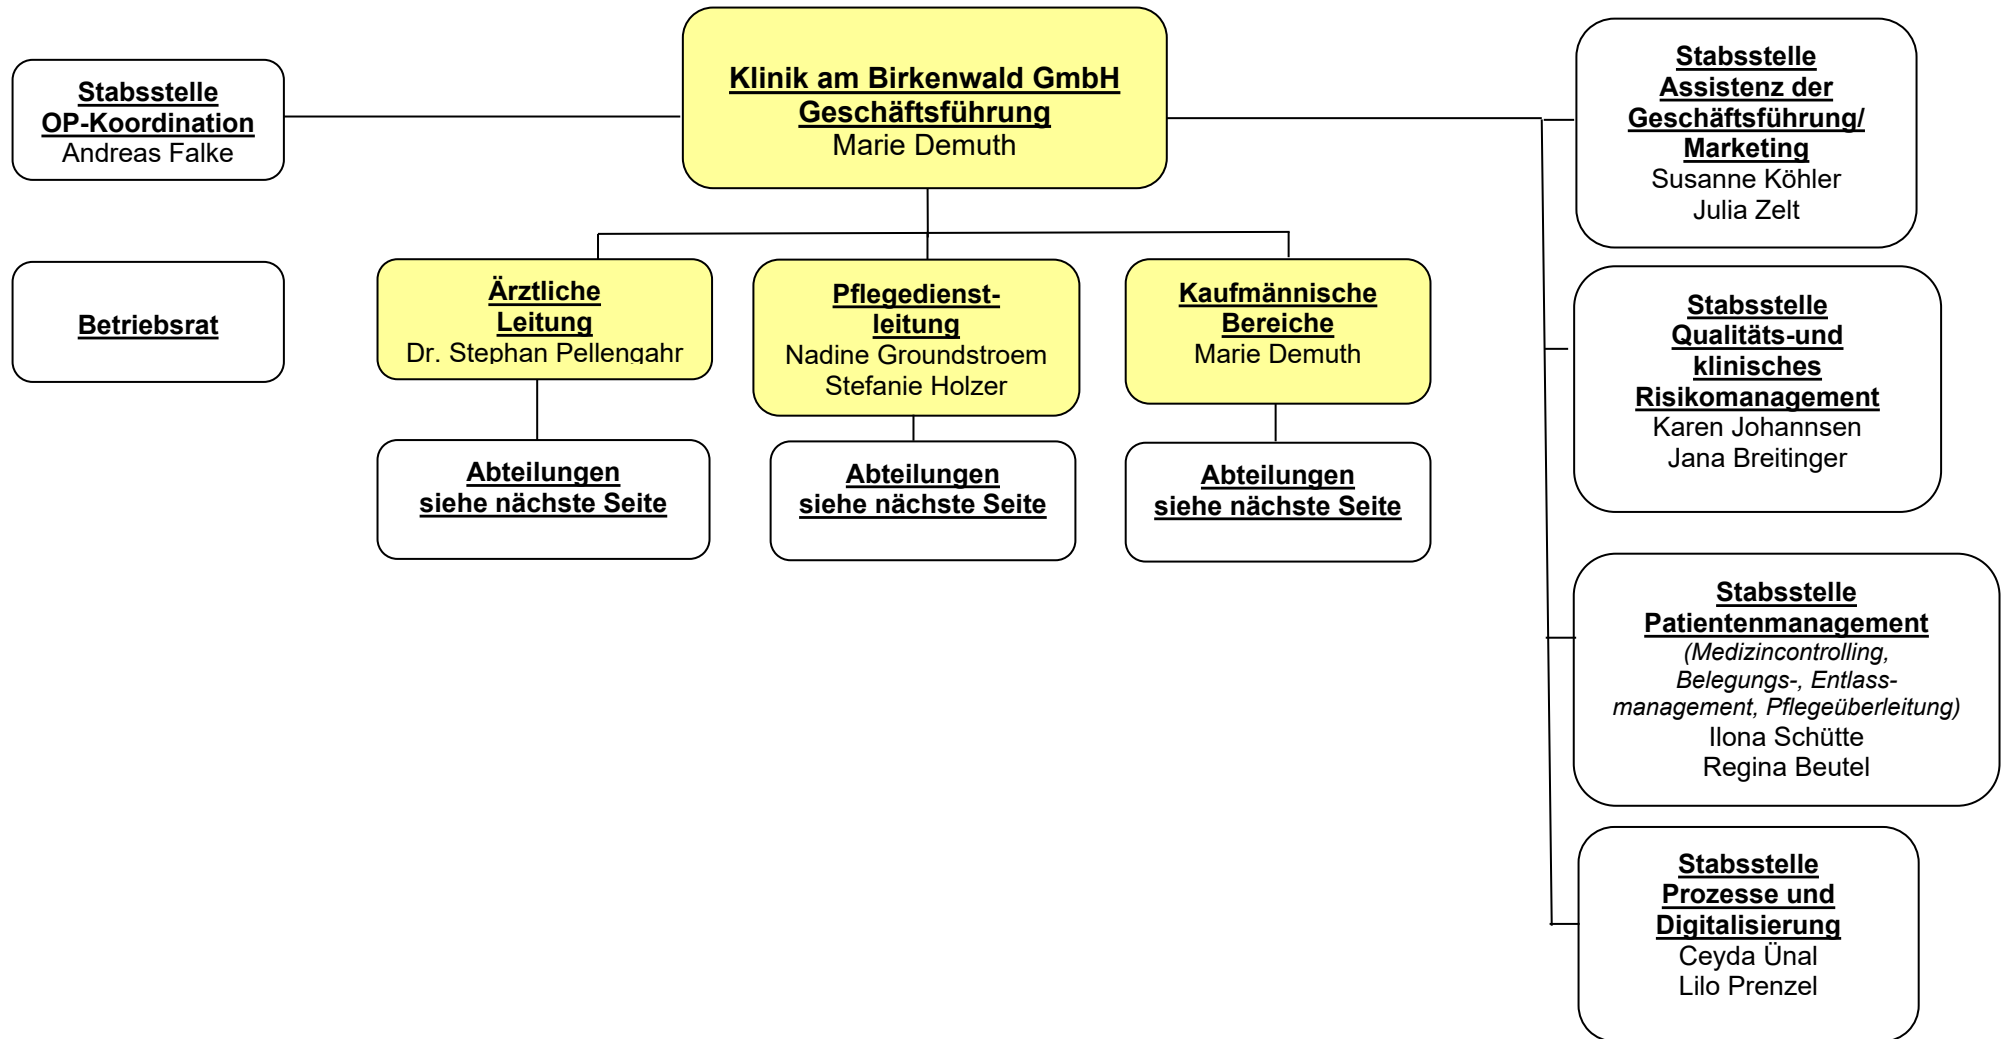 Klinik am Birkenwald GmbH
Geschäftsführung
Marie Demuth
Stabsstelle
OP-Koordination
Andreas Falke
Stabsstelle
Assistenz der
Geschäftsführung/
Marketing
Susanne Köhler
Julia Zelt
Betriebsrat
Ärztliche
Leitung
Dr. Stephan Pellengahr
Pflegedienst-
leitung
Nadine Groundstroem
Stefanie Holzer
Kaufmännische
Bereiche
Marie Demuth
Stabsstelle
Qualitäts-und
klinisches
Risikomanagement
Karen Johannsen
Jana Breitinger
Abteilungen
siehe nächste Seite
Abteilungen
siehe nächste Seite
Abteilungen
siehe nächste Seite
Stabsstelle
Patientenmanagement
(Medizincontrolling,
Belegungs-, Entlass-
management, Pflegeüberleitung)
Ilona Schütte
Regina Beutel
Stabsstelle
Prozesse und
Digitalisierung
Ceyda Ünal
Lilo Prenzel